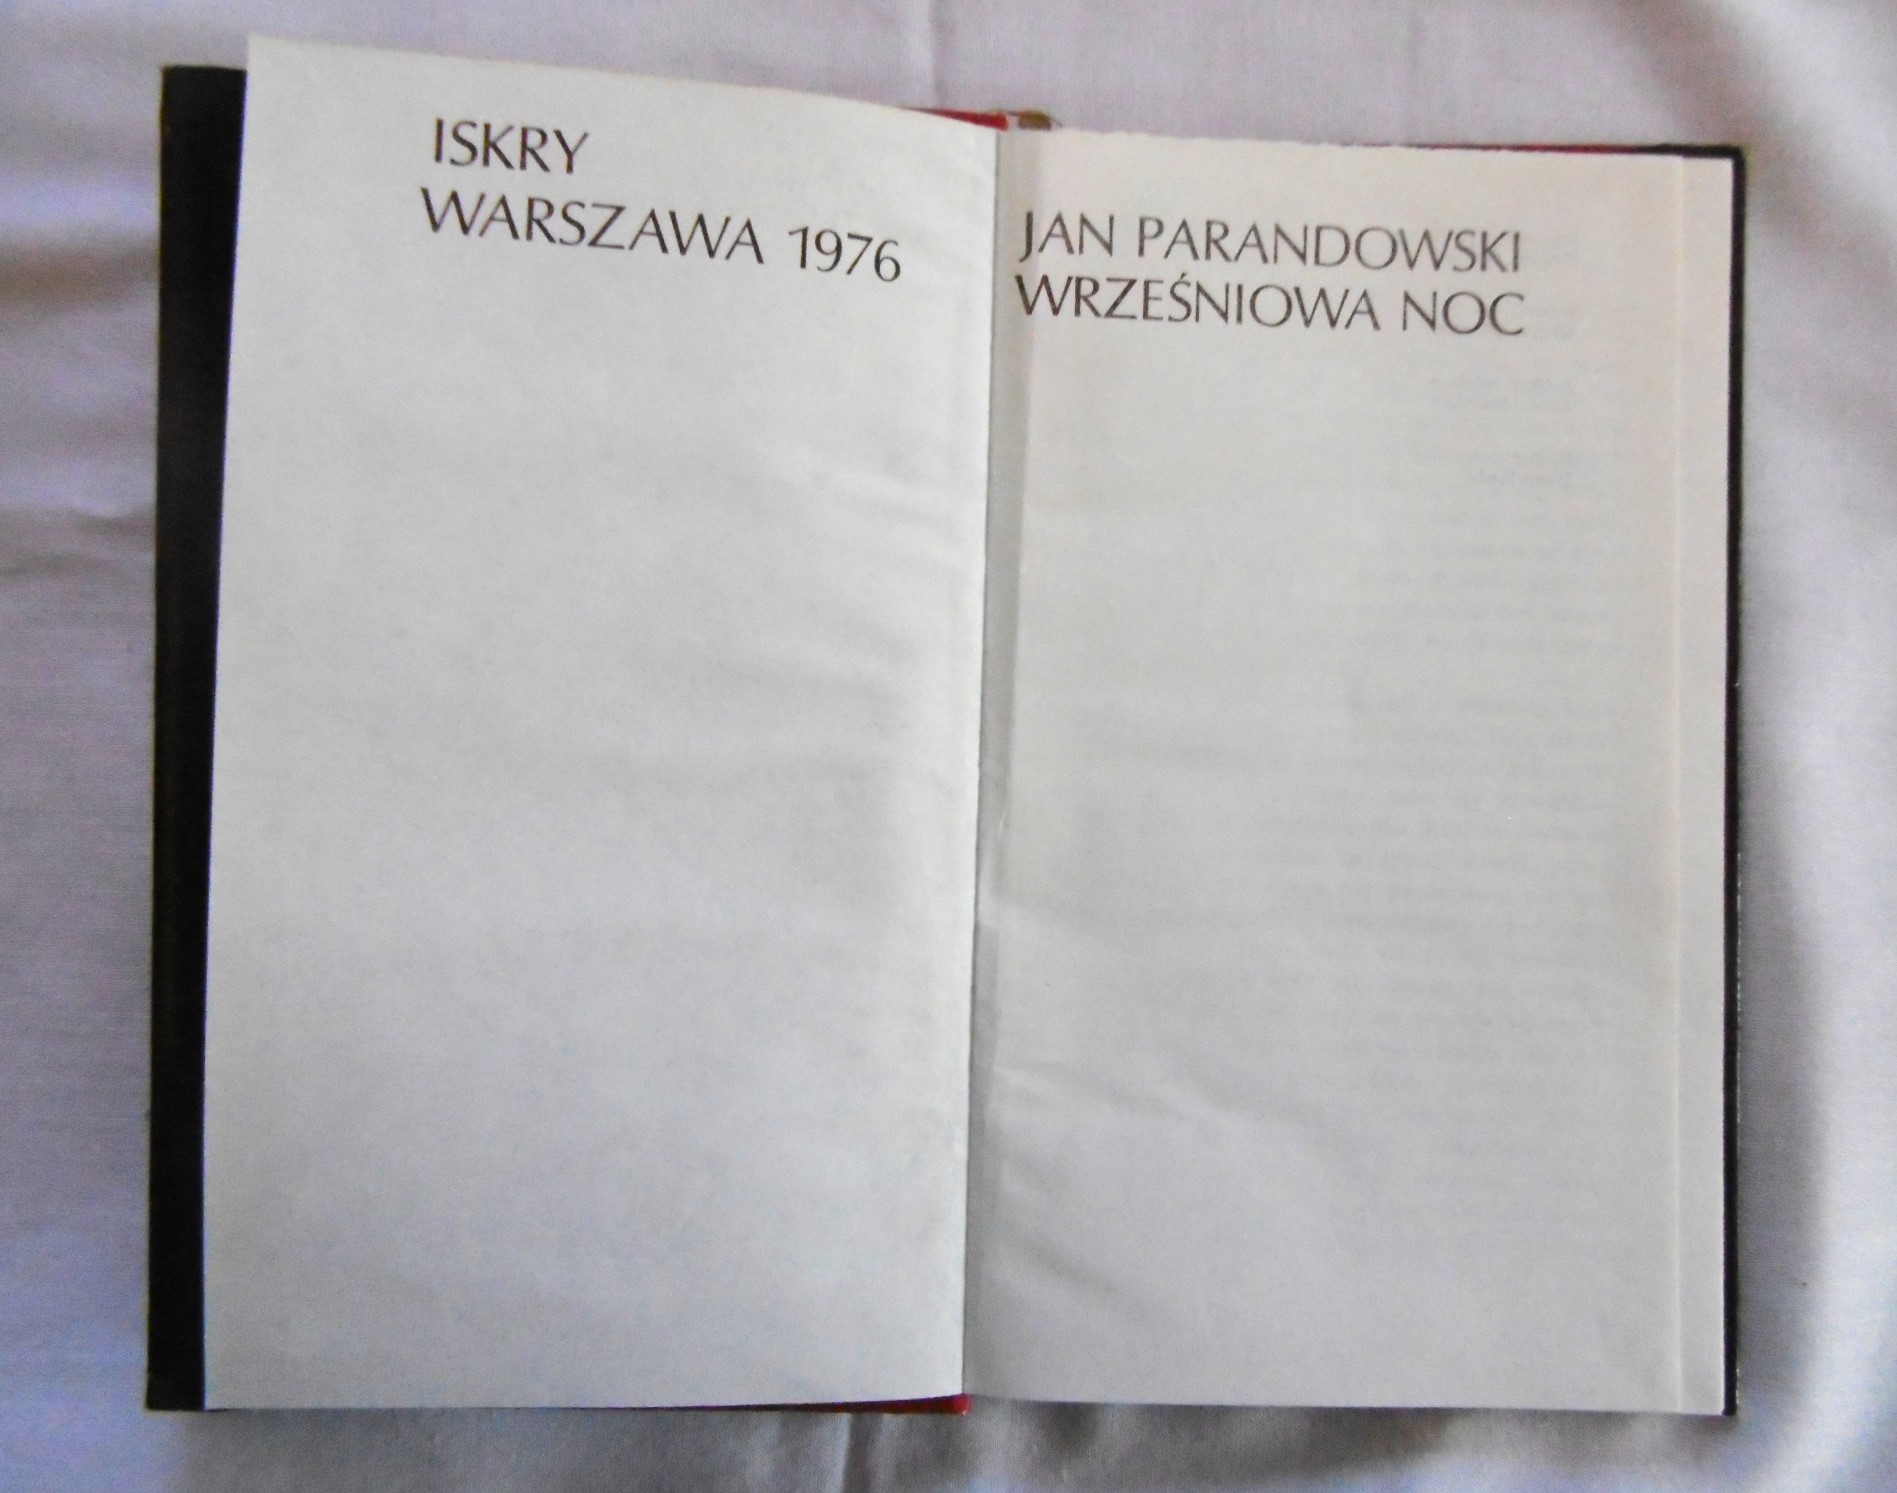 ISKRY
WARSZAWA 1976
JAN PARANDOWSKI
WRZEŚNIOWA NOC